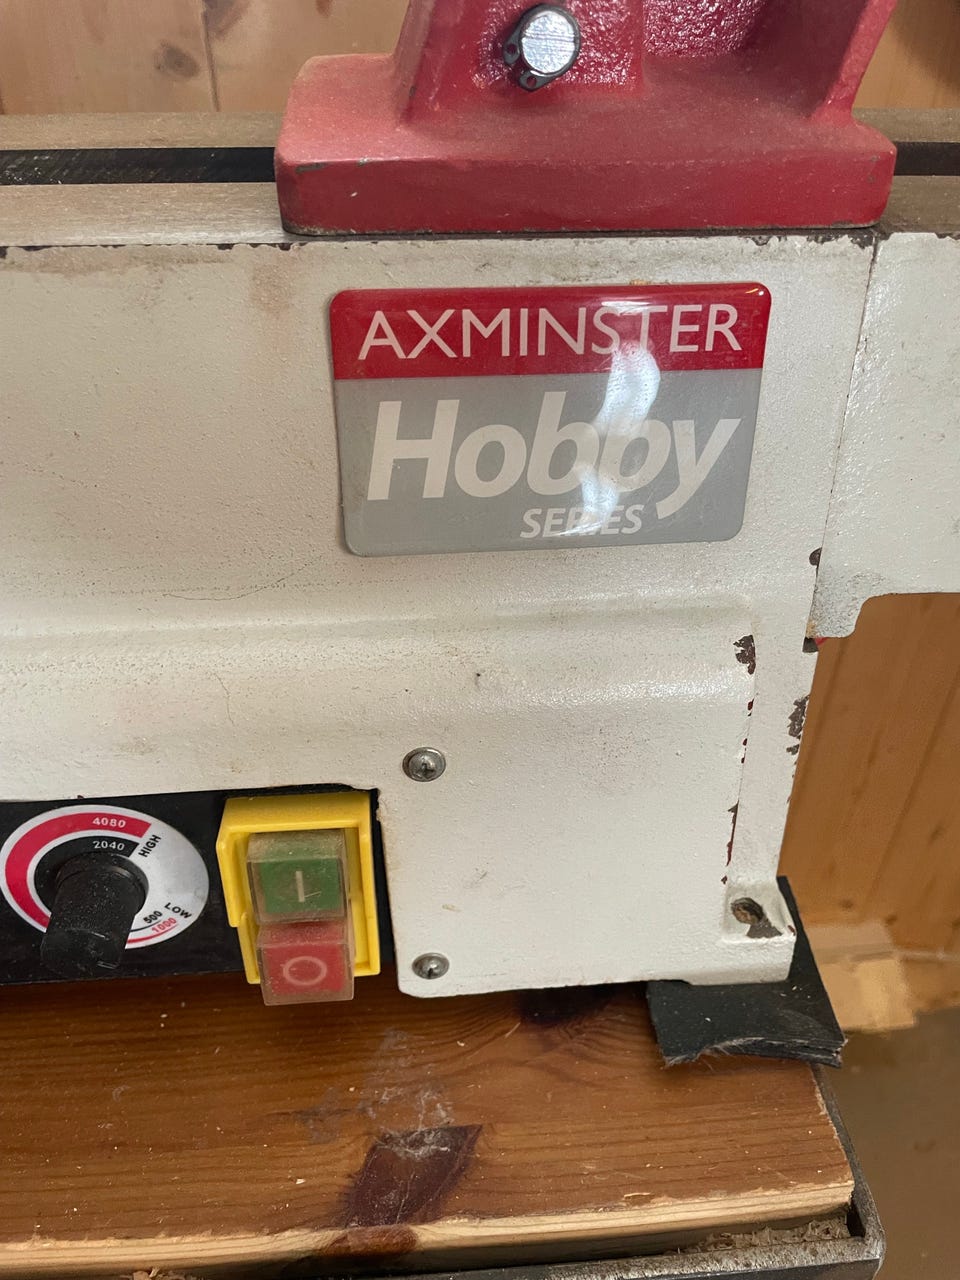 AXMINSTER
Hobby
SERIES
4080
2040
HIGH
500 LOW
1000
I
O